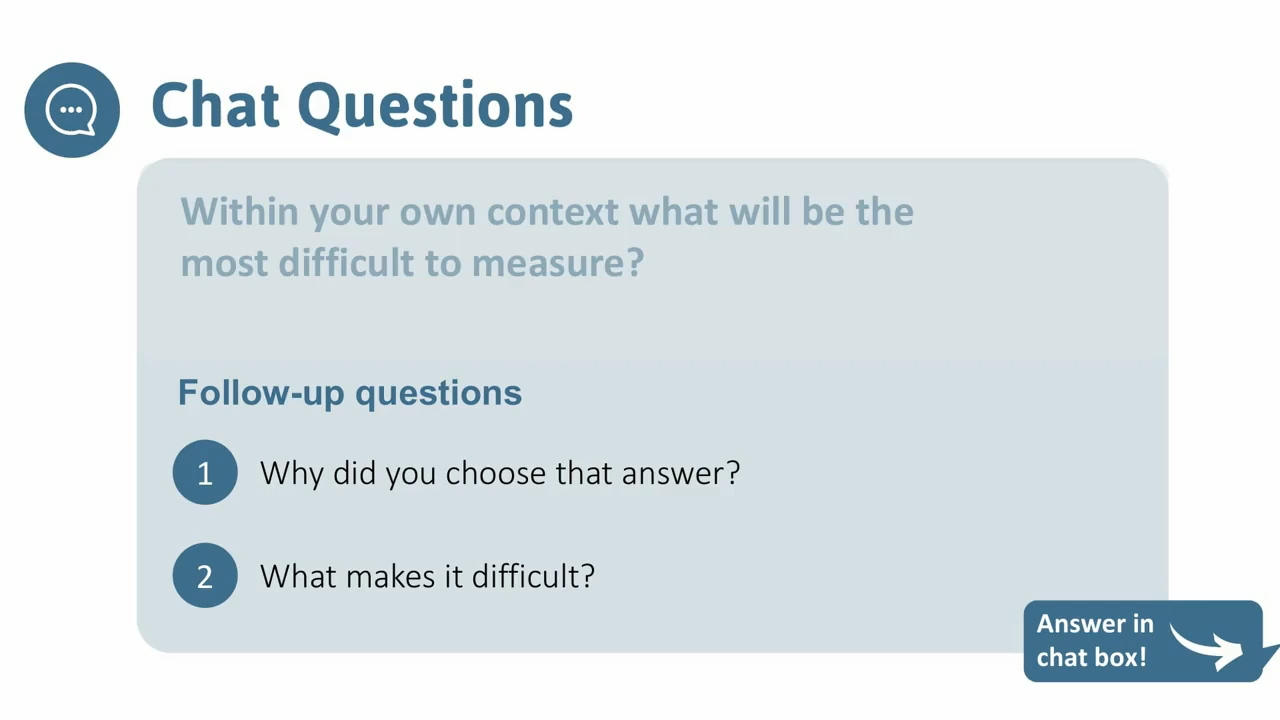 Chat Questions
Within your own context what will be the
most difficult to measure?
Follow-up questions
1 Why did you choose that answer?
2 What makes it difficult?
Answer in
chat box!